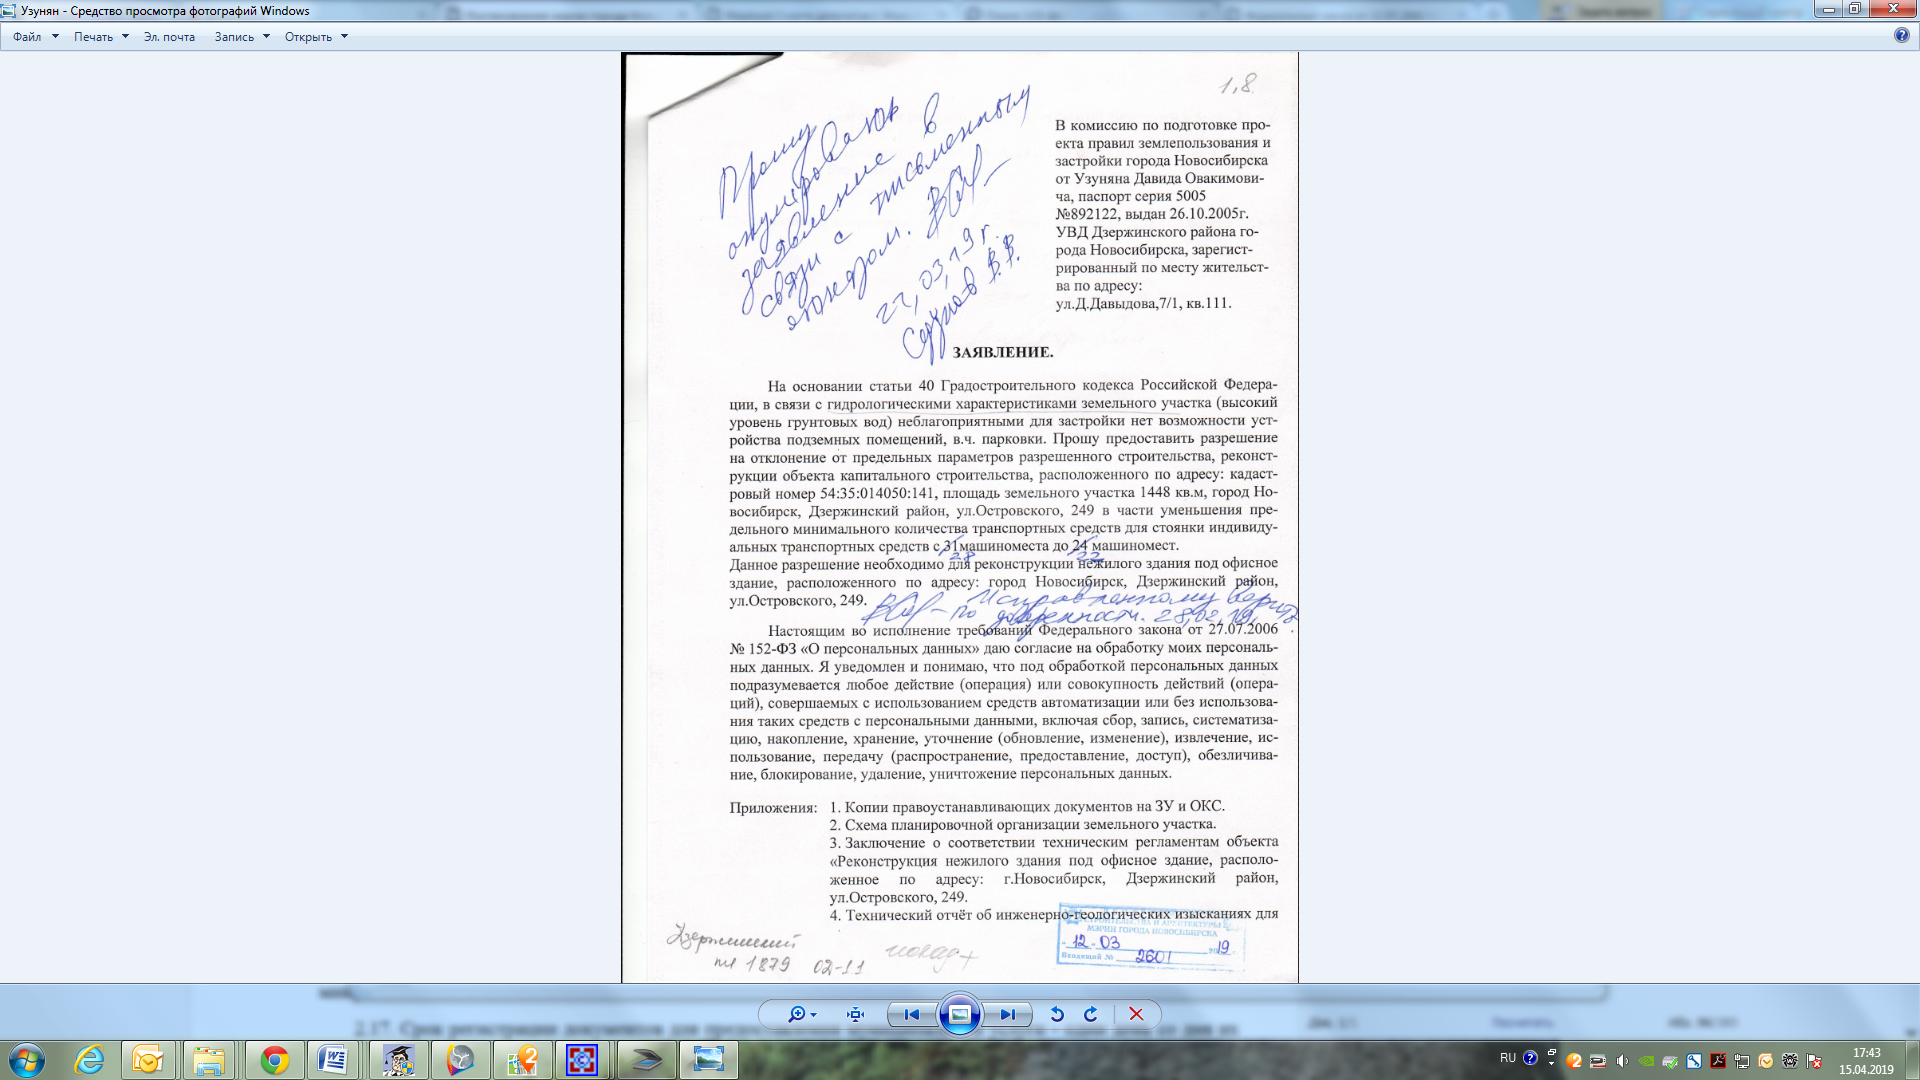 Узунян - Средство просмотра фотографий Windows
Файл Печать Эл. почта Запись Открыть
1,8
Прошу
аннулировать
заявление в
связи с письменным
отказом.
22,03,19 г.
В комиссию по подготовке про-
екта правил землепользования и
застройки города Новосибирска
от Узуняна Давида Овакимови-
ча, паспорт серия 5005
№892122, выдан 26.10.2005г.
УВД Дзержинского района го-
рода Новосибирска, зарегист-
рированный по месту жительст-
ва по адресу:
ул.Д.Давыдова,7/1, кв.111.
ЗАЯВЛЕНИЕ.
На основании статьи 40 Градостроительного кодекса Российской Федера-
ции, в связи с гидрологическими характеристиками земельного участка (высокий
уровень грунтовых вод) неблагоприятными для застройки нет возможности уст-
ройства подземных помещений, в.ч. парковки. Прошу предоставить разрешение
на отклонение от предельных параметров разрешенного строительства, реконст-
рукции объекта капитального строительства, расположенного по адресу: кадаст-
ровый номер 54:35:014050:141, площадь земельного участка 1448 кв.м, город Но-
восибирск, Дзержинский район, ул.Островского, 249 в части уменьшения пре-
дельного минимального количества транспортных средств для стоянки индивиду-
альных транспортных средств с 31машиноместа до 24 машиномест.
28 22
Данное разрешение необходимо для реконструкции нежилого здания под офисное
здание, расположенного по адресу: город Новосибирск, Дзержинский район,
ул.Островского, 249.
Исправленному верить
по доверенности. 28,02,19,
Настоящим во исполнение требований Федерального закона от 27.07.2006
№ 152-ФЗ «О персональных данных» даю согласие на обработку моих персональ-
ных данных. Я уведомлен и понимаю, что под обработкой персональных данных
подразумевается любое действие (операция) или совокупность действий (опера-
ций), совершаемых с использованием средств автоматизации или без использова-
ния таких средств с персональными данными, включая сбор, запись, систематиза-
цию, накопление, хранение, уточнение (обновление, изменение), извлечение, ис-
пользование, передачу (распространение, предоставление, доступ), обезличива-
ние, блокирование, удаление, уничтожение персональных данных.
Приложения: 1. Копии правоустанавливающих документов на ЗУ и ОКС.
2. Схема планировочной организации земельного участка.
3. Заключение о соответствии техническим регламентам объекта
«Реконструкция нежилого здания под офисное здание, располо-
женное по адресу: г.Новосибирск, Дзержинский район,
ул.Островского, 249.
4. Технический отчёт об инженерно-геологических изысканиях для
СТРОИТЕЛЬСТВА И АРХИТЕКТУРЫ
МЭРИИ ГОРОДА НОВОСИБИРСКА
12 03 19
Входящий № 2601
Дзержинский
пл 1879 02-11
RU
17:43
15.04.2019